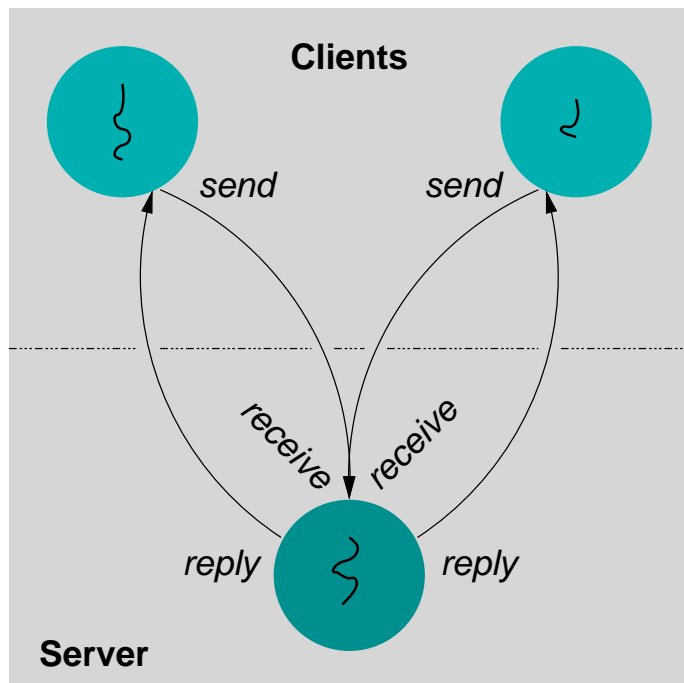 Clients
send
send
receive
receive
reply
reply
Server